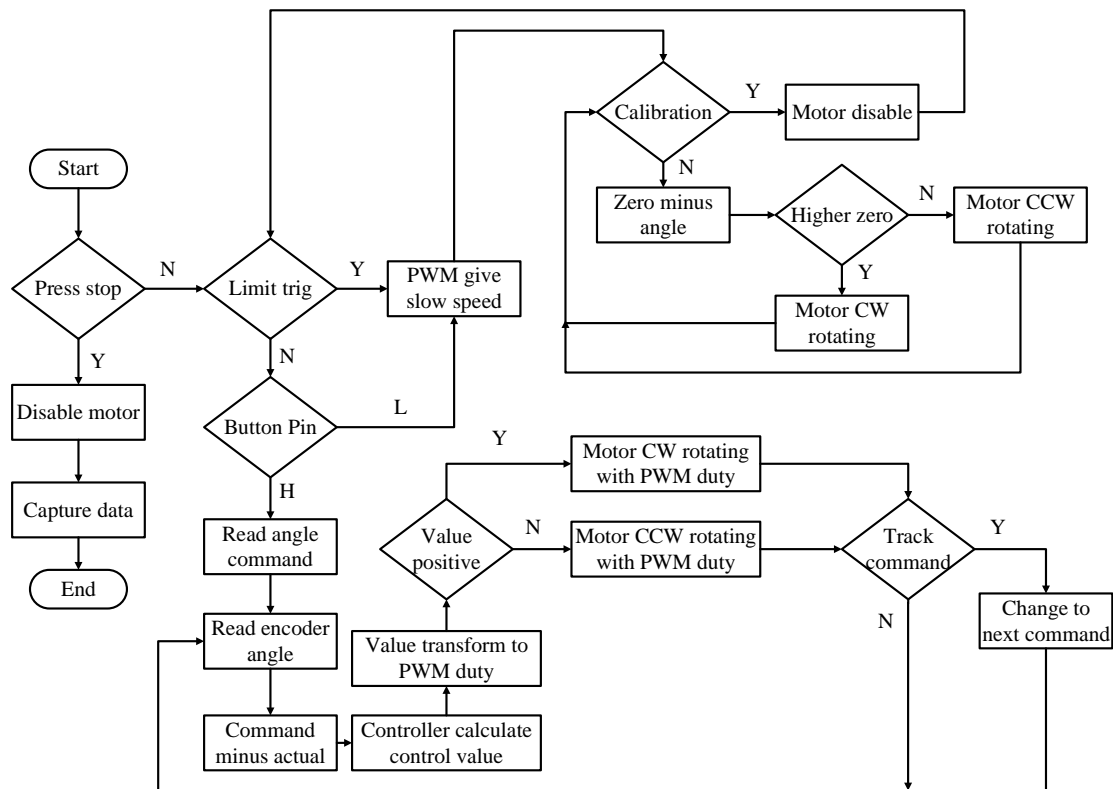 Start
Press stop
N
Y
Disable motor
Capture data
End
Limit trig
Y
N
PWM give
slow speed
Button Pin
L
H
Calibration
Y
Motor disable
N
Zero minus
angle
Higher zero
N
Motor CCW
rotating
Y
Motor CW
rotating
Read angle
command
Read encoder
angle
Command
minus actual
Controller calculate
control value
Value transform to
PWM duty
Value
positive
Y
Motor CW rotating
with PWM duty
N
Motor CCW rotating
with PWM duty
Track
command
Y
N
Change to
next command